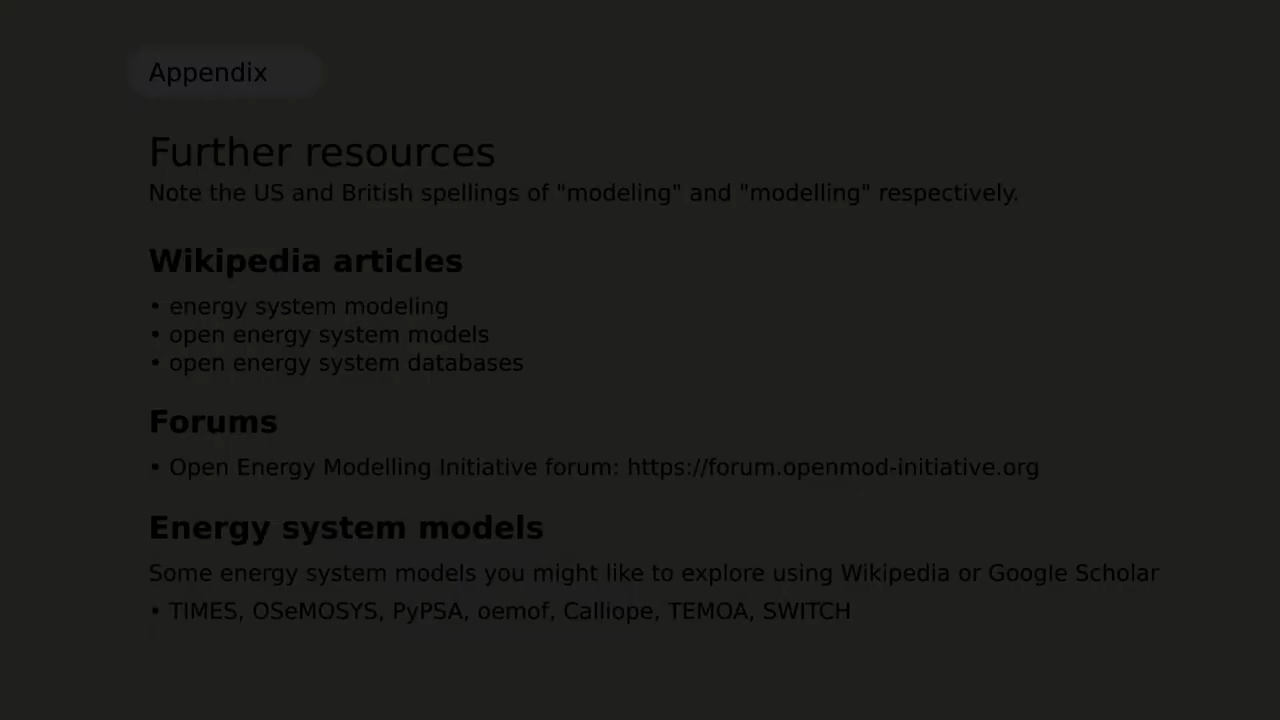 Appendix
Further resources
Note the US and British spellings of "modeling" and "modelling" respectively.
Wikipedia articles
• energy system modeling
• open energy system models
• open energy system databases
Forums
• Open Energy Modelling Initiative forum: https://forum.openmod-initiative.org
Energy system models
Some energy system models you might like to explore using Wikipedia or Google Scholar
• TIMES, OSeMOSYS, PyPSA, oemof, Calliope, TEMOA, SWITCH